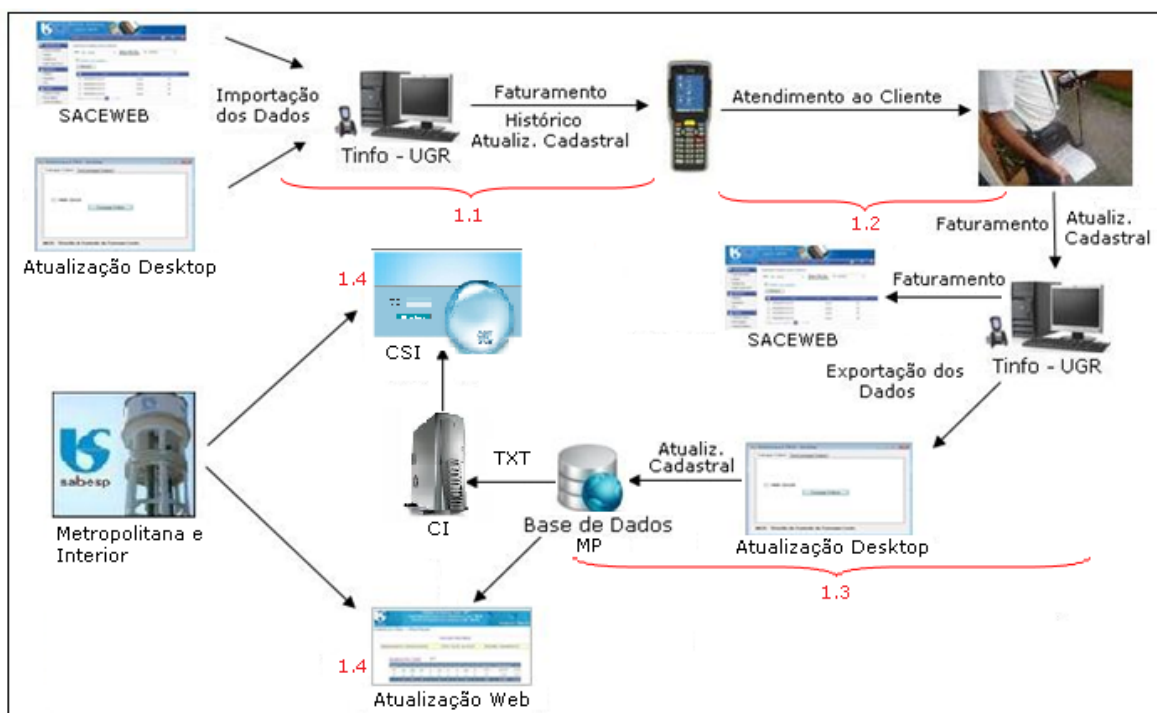 SACEWEB
Importação
dos Dados
Tinfo - UGR
Faturamento
Histórico
Atualiz. Cadastral
Atendimento ao Cliente
Atualização Desktop
1.1
1.2
Faturamento
Atualiz.
Cadastral
1.4
CSI
Faturamento
SACEWEB
Tinfo - UGR
Exportação dos
Dados
sabesp
Metropolitana e
Interior
CI
TXT
Base de Dados
MP
Atualiz.
Cadastral
Atualização Desktop
1.3
1.4
Atualização Web